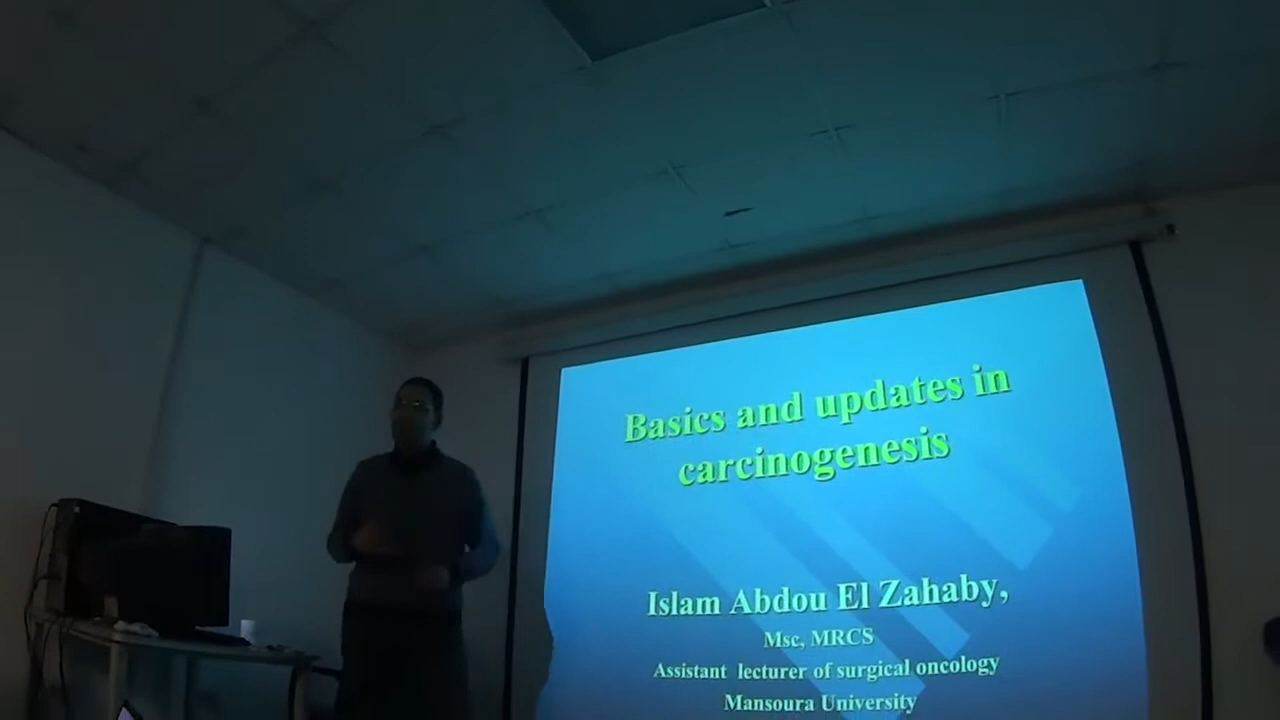 Basics and updates in
carcinogenesis
Islam Abdou El Zahaby,
Msc, MRCS
Assistant lecturer of surgical oncology
Mansoura University